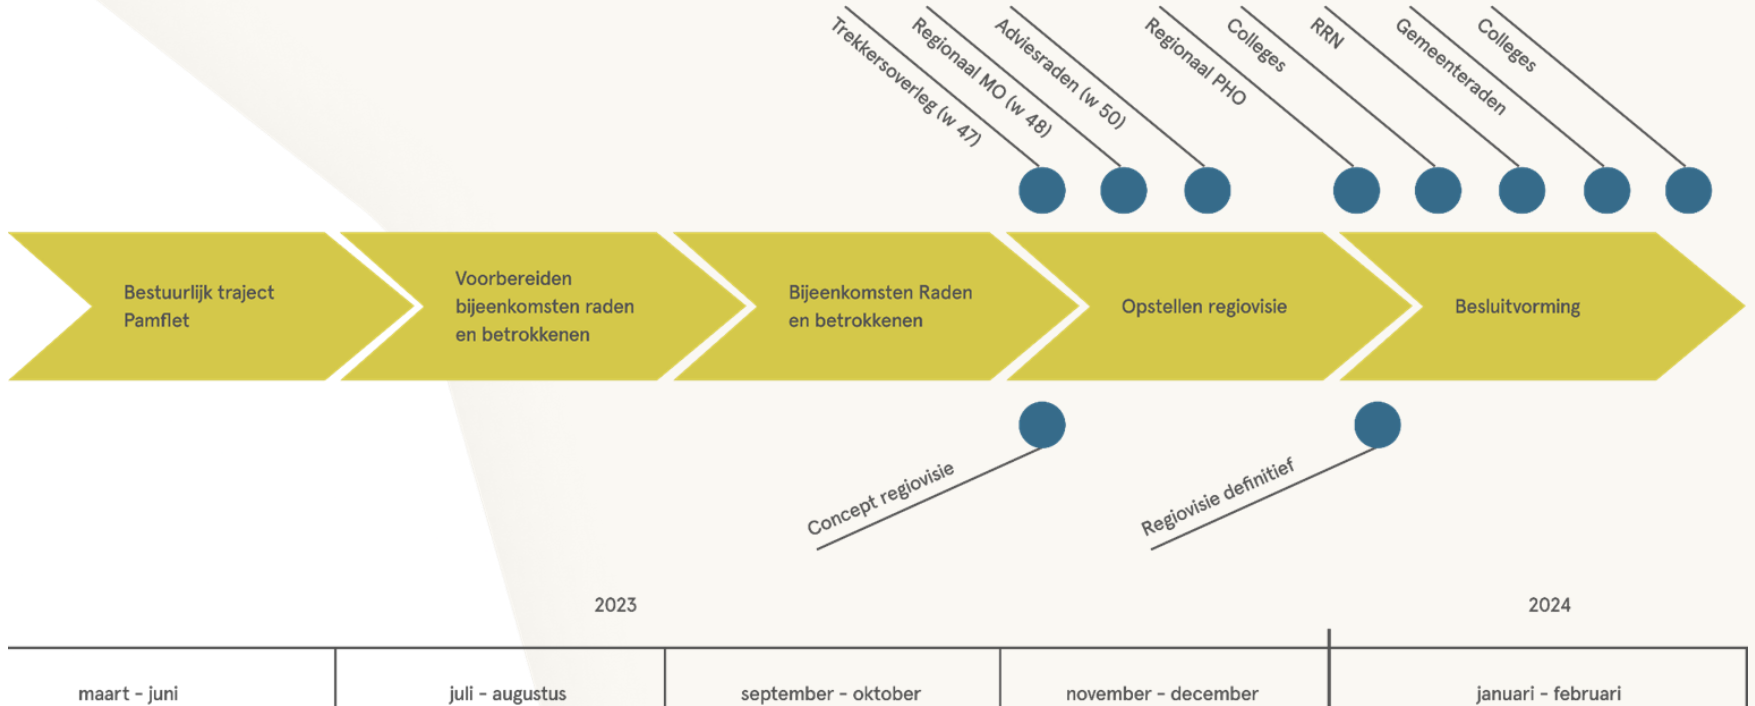 Trekkersoverleg (w 47)
Regionaal MO (w 48)
Adviesraden (w 50)
Regionaal PHO
Colleges
RRN
Gemeenteraden
Colleges
Bestuurlijk traject
Pamflet
Voorbereiden
bijeenkomsten raden
en betrokkenen
Bijeenkomsten Raden
en betrokkenen
Opstellen regiovisie
Besluitvorming
Concept regiovisie
Regiovisie definitief
2023
2024
maart - juni
juli - augustus
september - oktober
november - december
januari - februari